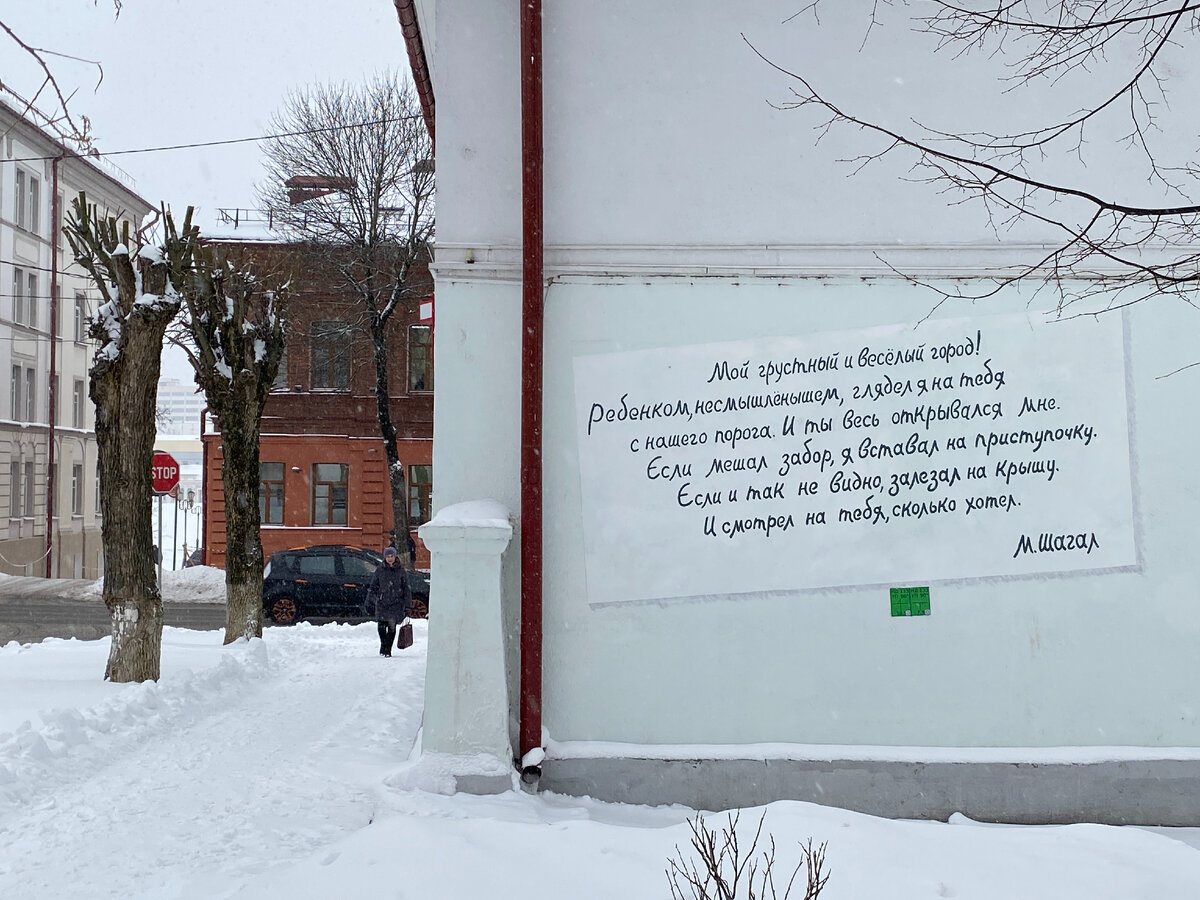 Мой грустный и весёлый город!
Ребенком, несмышлёнышем, глядел я на тебя
с нашего порога. И ты весь открывался мне.
Если мешал забор, я вставал на приступочку.
Если и так не видно, залезал на крышу.
И смотрел на тебя, сколько хотел.
М. Шагал
STOP